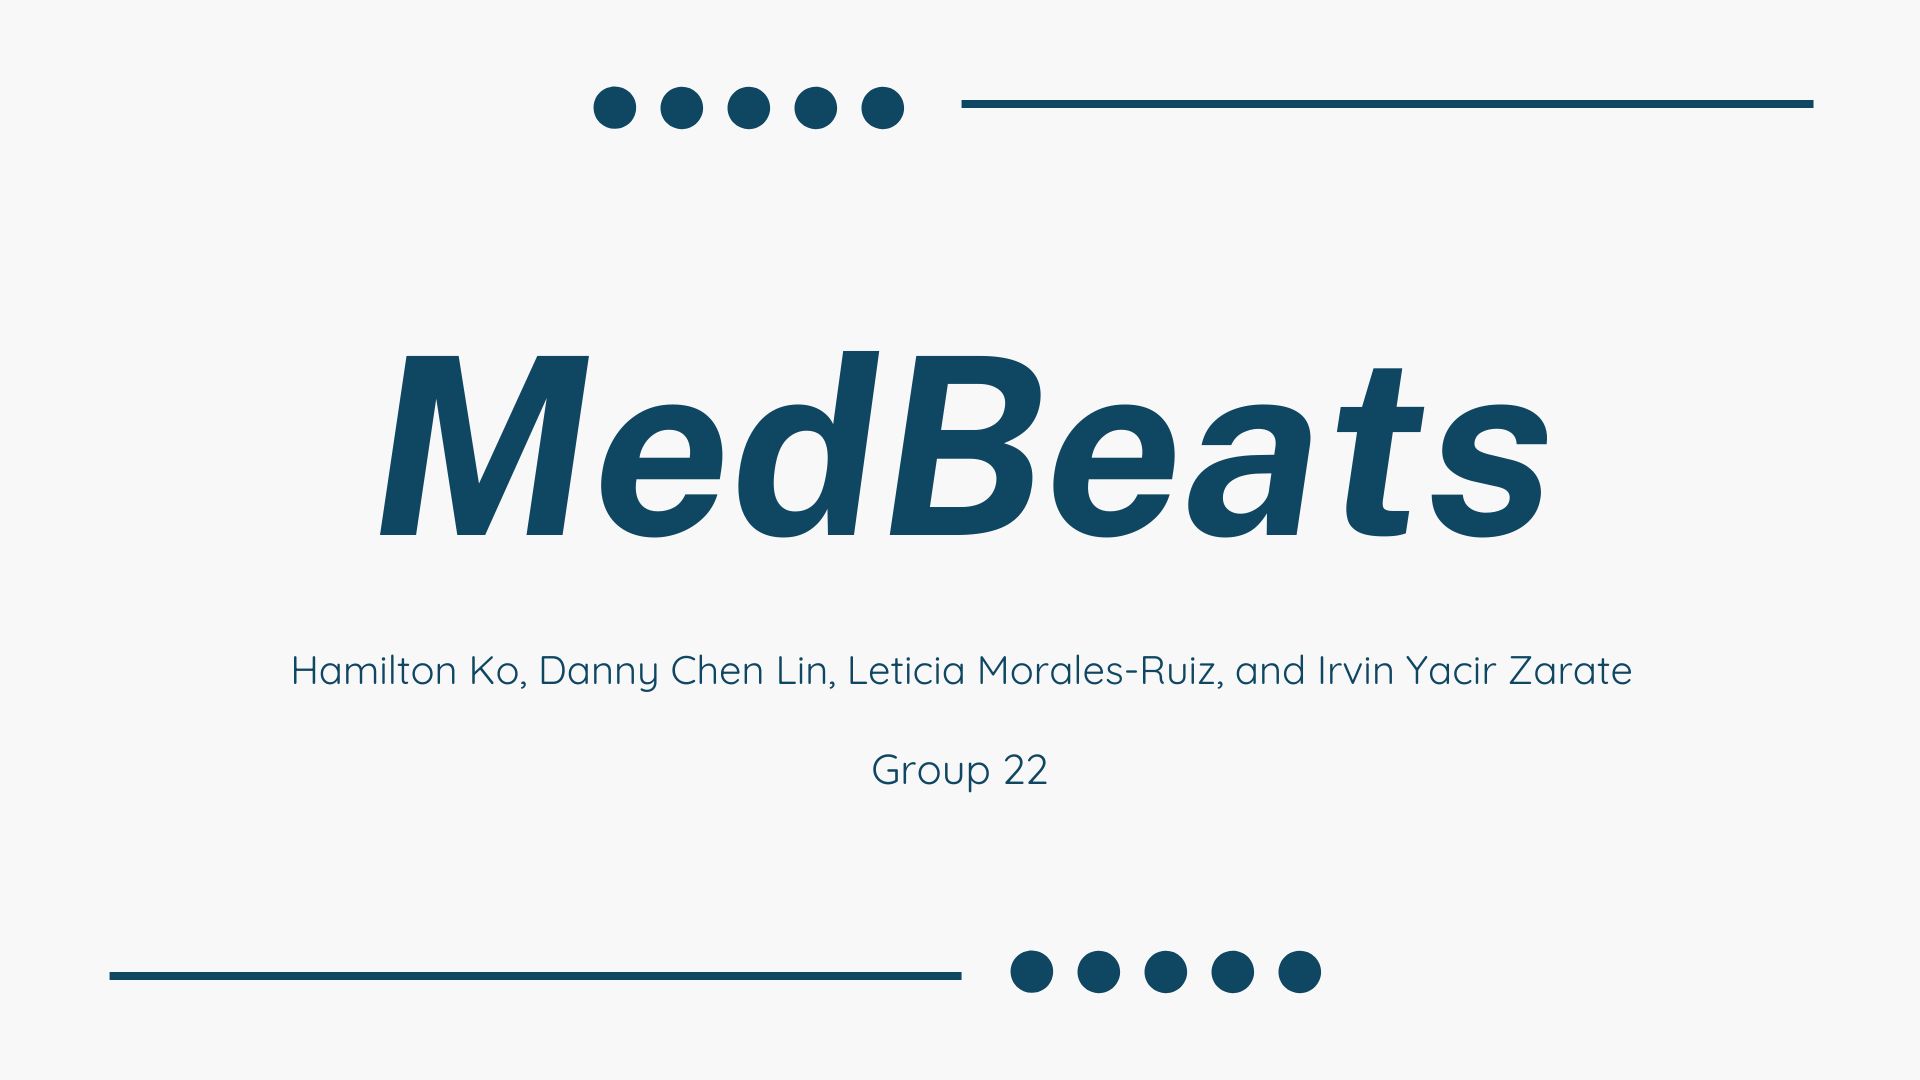 MedBeats
Hamilton Ko, Danny Chen Lin, Leticia Morales-Ruiz, and Irvin Yacir Zarate
Group 22